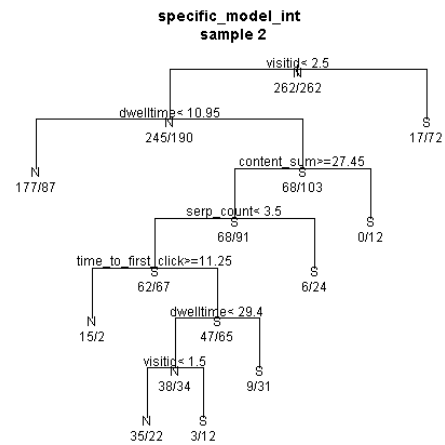 specific_model_int
sample 2
visitid< 2.5
N
262/262
dwelltime< 10.95
N
245/190
S
17/72
N
177/87
content_sum>=27.45
S
68/103
serp_count< 3.5
S
68/91
S
0/12
time_to_first_click>=11.25
S
62/67
S
6/24
N
15/2
dwelltime< 29.4
S
47/65
visitid< 1.5
N
38/34
S
9/31
N
35/22
S
3/12